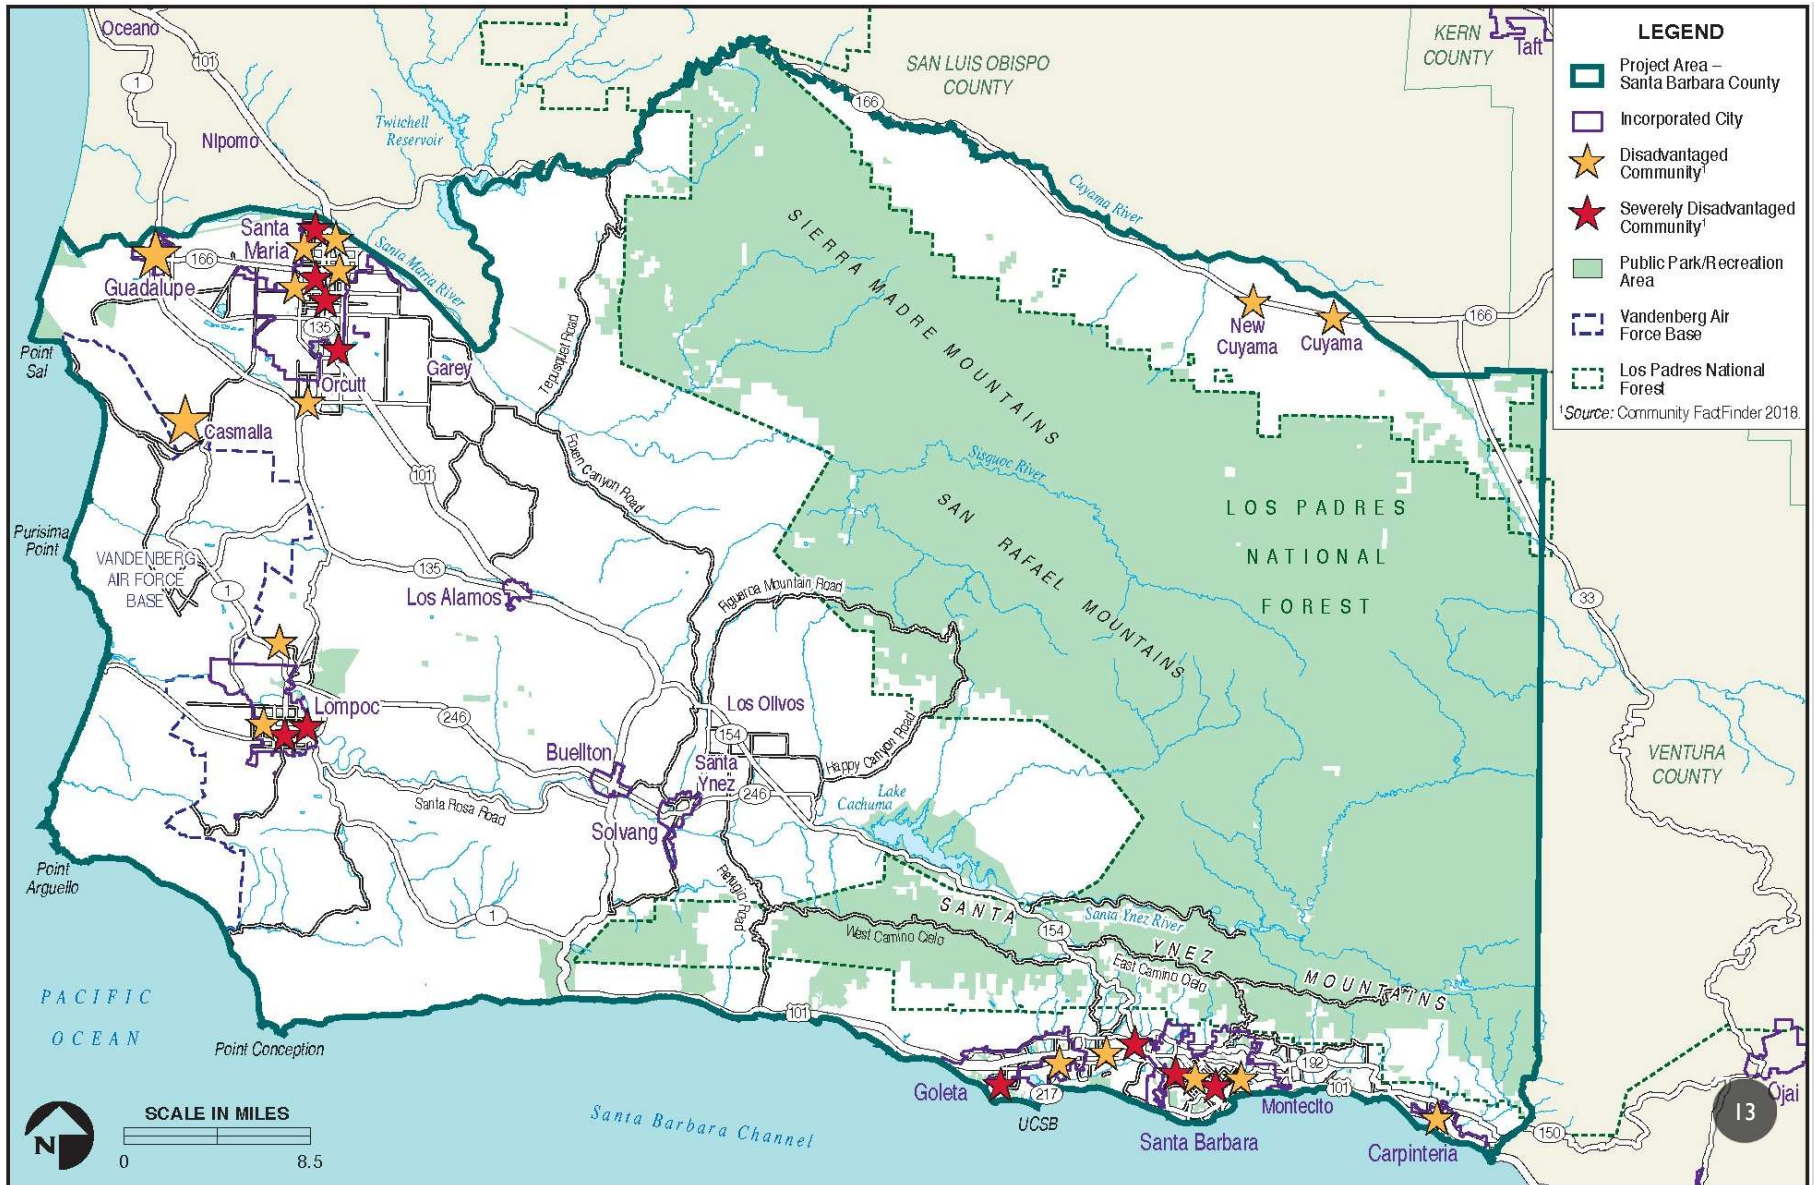 Oceano
101
1
Nlpomo
Twitchell
Reservoir
SAN LUIS OBISPO
COUNTY
166
KERN
COUNTY
Taft
LEGEND
Project Area –
Santa Barbara County
Incorporated City
Disadvantaged
Community¹
Severely Disadvantaged
Community¹
Public Park/Recreation
Area
Vandenberg Air
Force Base
Los Padres National
Forest
¹Source: Community FactFinder 2018.
Cuyama River
Santa
Maria
Santa Maria River
166
Guadalupe
135
Point
Sal
Orcutt
Garey
Tepusquet Road
SIERRA MADRE MOUNTAINS
New
Cuyama
Cuyama
166
Casmalla
101
Foxen Canyon Road
Sisquoc River
SAN RAFAEL MOUNTAINS
LOS PADRES
NATIONAL
FOREST
Purisima
Point
VANDENBERG
AIR FORCE
BASE
1
135
Los Alamos
Figueroa Mountain Road
33
Lompoc
246
Los Olivos
154
Happy Canyon Road
Buellton
Santa
Ynez
246
Lake
Cachuma
Santa Rosa Road
Solvang
VENTURA
COUNTY
Point
Arguello
Refugio Road
1
SANTA YNEZ MOUNTAINS
Santa Ynez River
154
West Camino Cielo
East Camino Cielo
PACIFIC
OCEAN
Point Conception
101
Goleta
217
UCSB
192
101
Montecito
Santa Barbara
Carpinteria
150
Ojai
13
Santa Barbara Channel
N
SCALE IN MILES
0
8.5